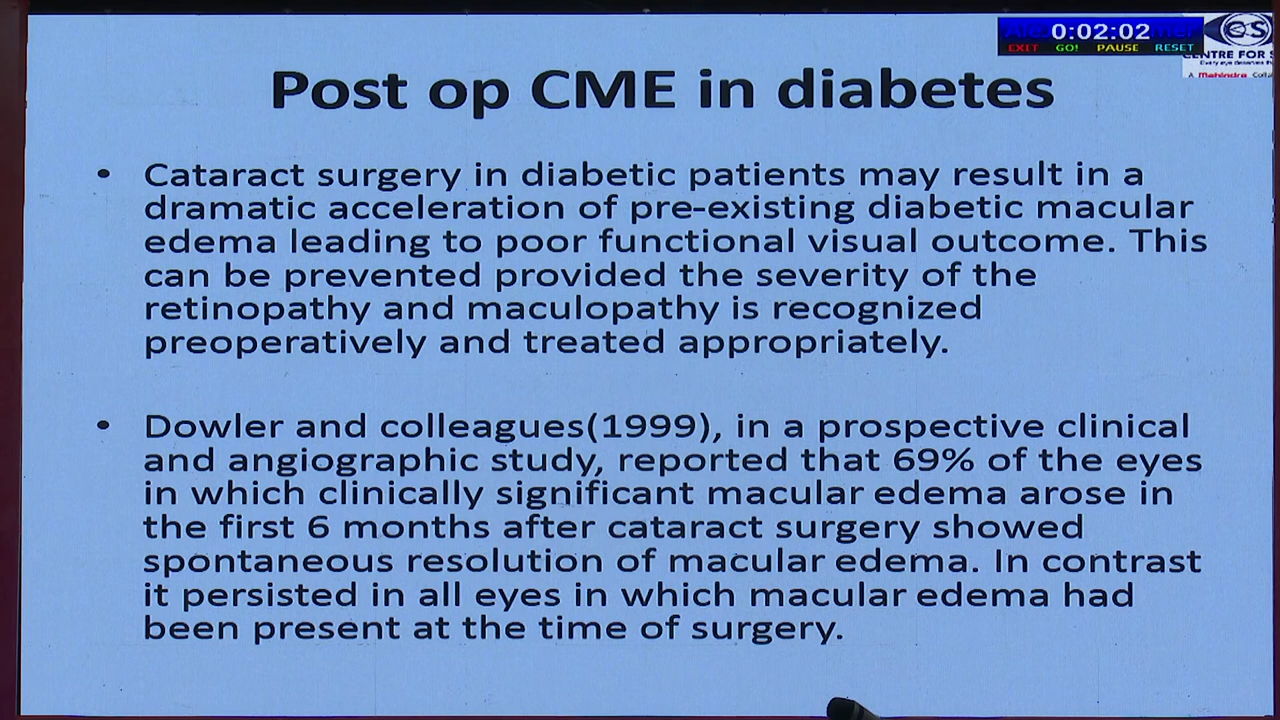 0:02:02
EXIT GO! PAUSE RESET
CENTRE FOR S
A Mahindra
Post op CME in diabetes
• Cataract surgery in diabetic patients may result in a
dramatic acceleration of pre-existing diabetic macular
edema leading to poor functional visual outcome. This
can be prevented provided the severity of the
retinopathy and maculopathy is recognized
preoperatively and treated appropriately.
• Dowler and colleagues(1999), in a prospective clinical
and angiographic study, reported that 69% of the eyes
in which clinically significant macular edema arose in
the first 6 months after cataract surgery showed
spontaneous resolution of macular edema. In contrast
it persisted in all eyes in which macular edema had
been present at the time of surgery.